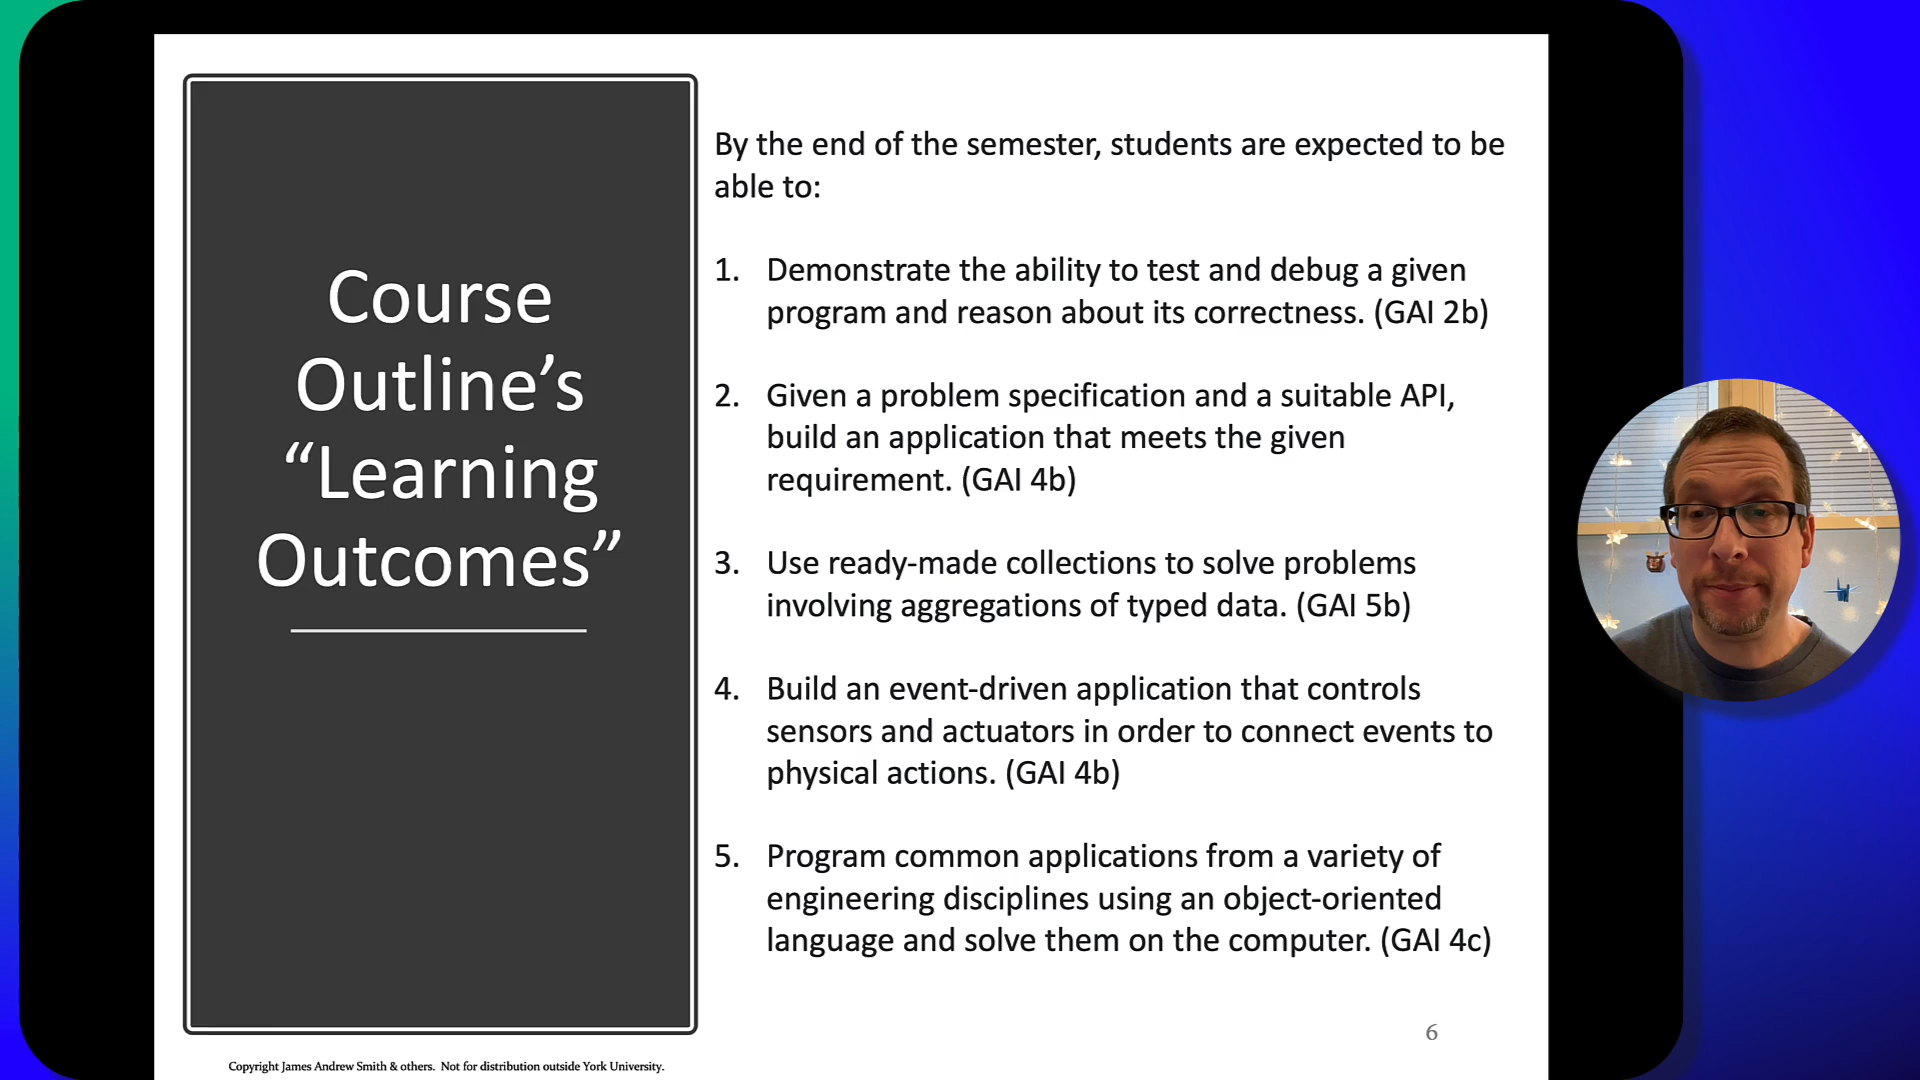 Course
Outline’s
“Learning
Outcomes”
By the end of the semester, students are expected to be
able to:
1. Demonstrate the ability to test and debug a given
program and reason about its correctness. (GAI 2b)
2. Given a problem specification and a suitable API,
build an application that meets the given
requirement. (GAI 4b)
3. Use ready-made collections to solve problems
involving aggregations of typed data. (GAI 5b)
4. Build an event-driven application that controls
sensors and actuators in order to connect events to
physical actions. (GAI 4b)
5. Program common applications from a variety of
engineering disciplines using an object-oriented
language and solve them on the computer. (GAI 4c)
6
Copyright James Andrew Smith & others. Not for distribution outside York University.